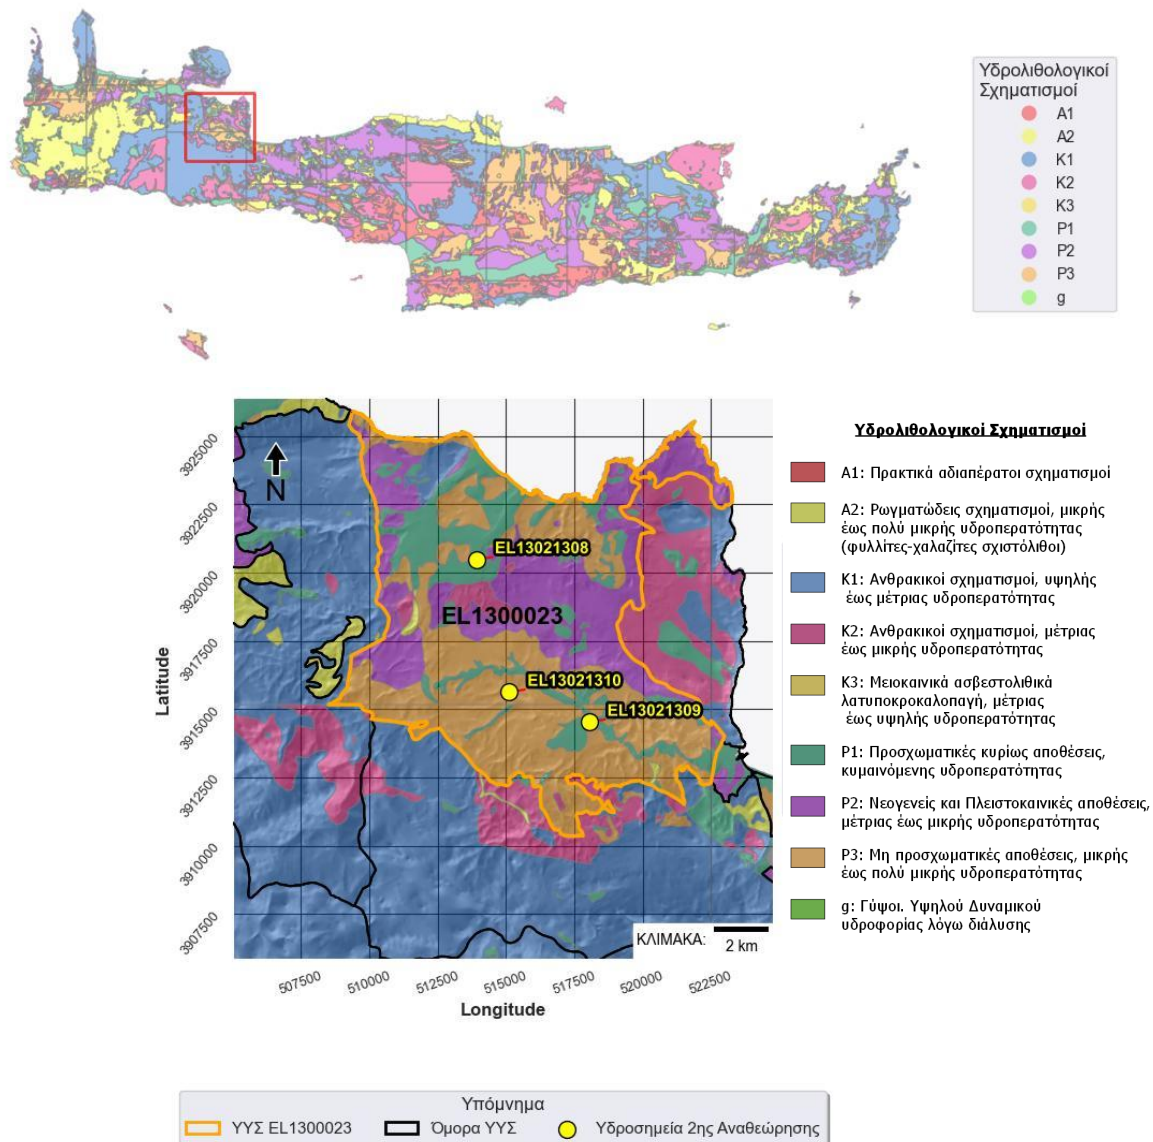 Υδρολιθολογικοί
Σχηματισμοί
A1
A2
K1
K2
K3
P1
P2
P3
g
Υδρολιθολογικοί Σχηματισμοί
A1: Πρακτικά αδιαπέρατοι σχηματισμοί
A2: Ρωγματώδεις σχηματισμοί, μικρής
έως πολύ μικρής υδροπερατότητας
(φυλλίτες-χαλαζίτες σχιστόλιθοι)
K1: Ανθρακικοί σχηματισμοί, υψηλής
έως μέτριας υδροπερατότητας
K2: Ανθρακικοί σχηματισμοί, μέτριας
έως μικρής υδροπερατότητας
K3: Μειοκαινικά ασβεστολιθικά
λατυποκροκαλοπαγή, μέτριας
έως υψηλής υδροπερατότητας
P1: Προσχωματικές κυρίως αποθέσεις,
κυμαινόμενης υδροπερατότητας
P2: Νεογενείς και Πλειστοκαινικές αποθέσεις,
μέτριας έως μικρής υδροπερατότητας
P3: Μη προσχωματικές αποθέσεις, μικρής
έως πολύ μικρής υδροπερατότητας
g: Γύψοι. Υψηλού Δυναμικού
υδροφορίας λόγω διάλυσης
N
EL13021308
EL1300023
EL13021310
EL13021309
3925000
3922500
3920000
3917500
3915000
3912500
3910000
3907500
Latitude
ΚΛΙΜΑΚΑ:
2 km
507500
510000
512500
515000
517500
520000
522500
Longitude
Υπόμνημα
ΥΥΣ EL1300023
Όμορα ΥΥΣ
Υδροσημεία 2ης Αναθεώρησης